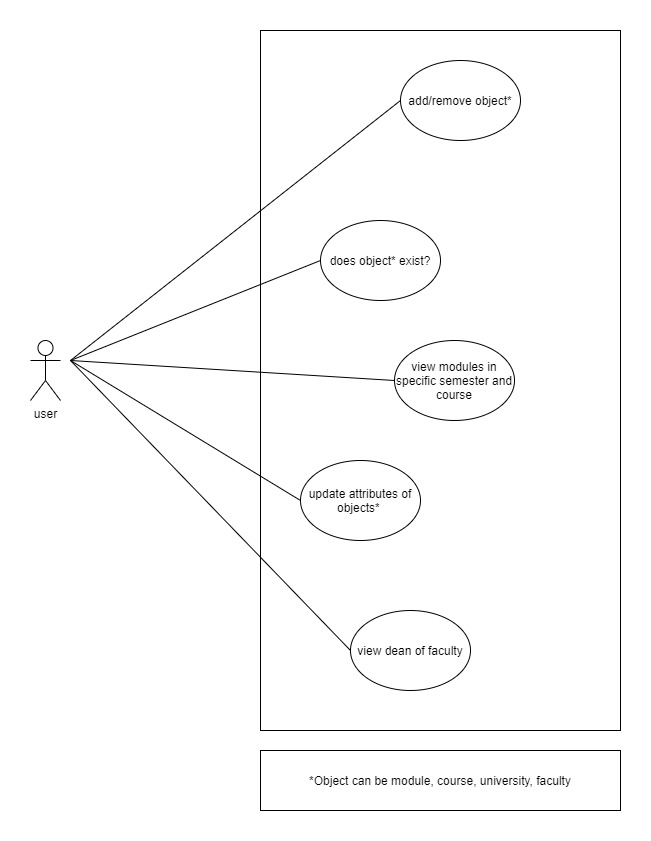 add/remove object*
does object* exist?
view modules in
specific semester and
course
user
update attributes of
objects*
view dean of faculty
*Object can be module, course, university, faculty